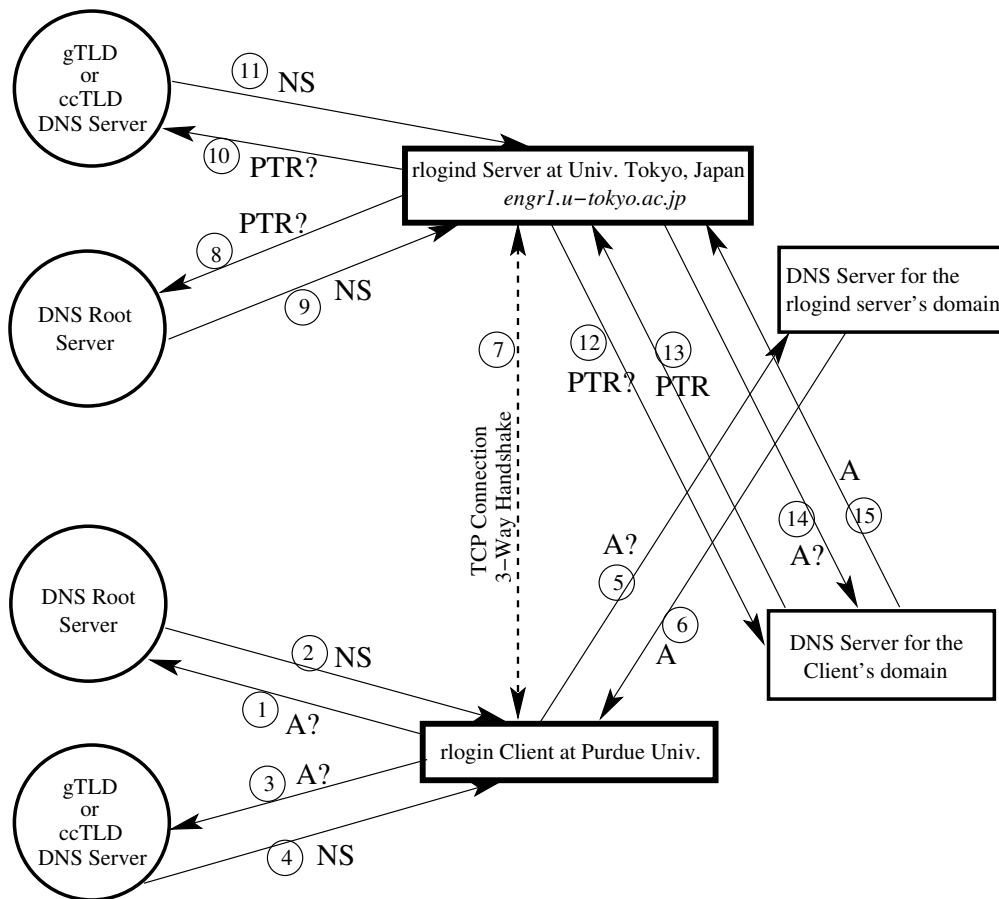 gTLD
or
ccTLD
DNS Server
11 NS
10
PTR?
rlogind Server at Univ. Tokyo, Japan
engr1.u−tokyo.ac.jp
PTR?
8
DNS Root
Server
9 NS
DNS Server for the
rlogind server's domain
7
12
PTR?
13
PTR
TCP Connection
3−Way Handshake
A
15
14
A?
A?
5
6
A
DNS Root
Server
2 NS
1 A?
DNS Server for the
Client's domain
rlogin Client at Purdue Univ.
3 A?
gTLD
or
ccTLD
DNS Server
4 NS